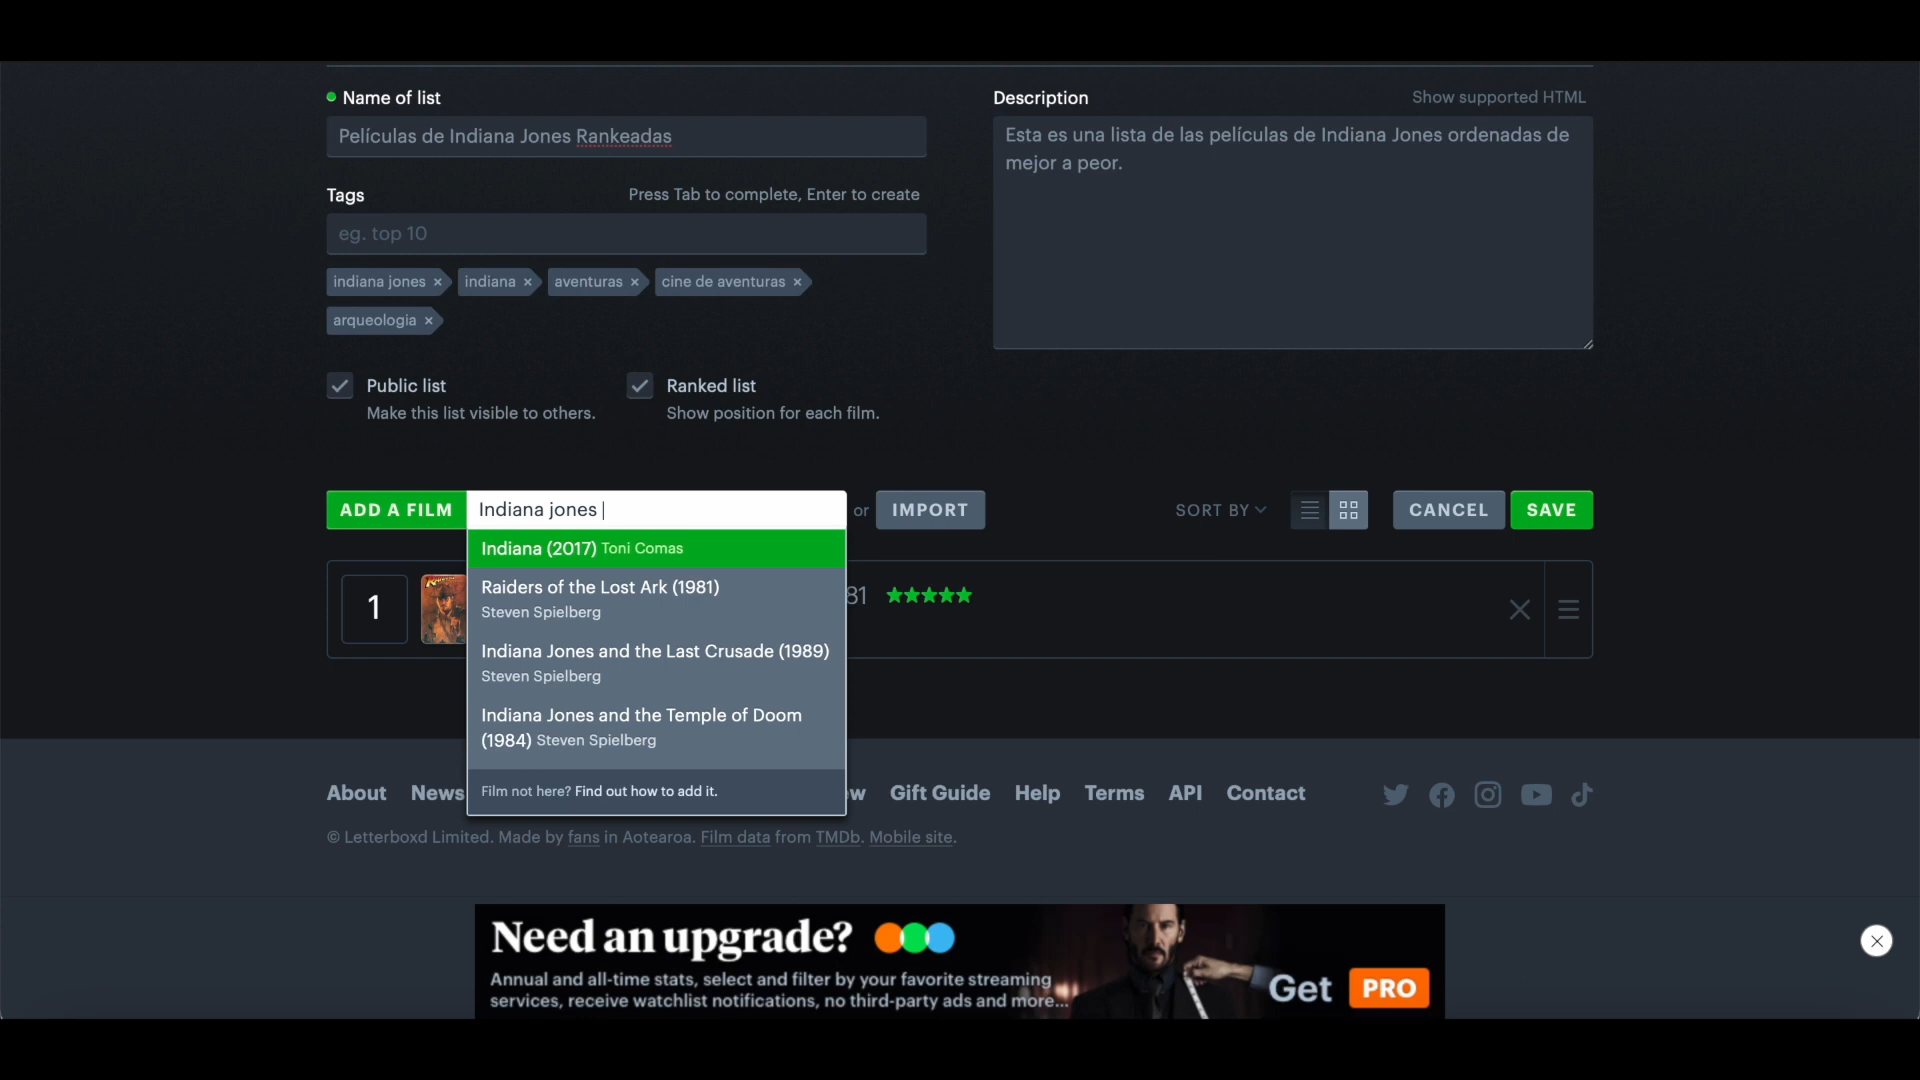 Name of list
Películas de Indiana Jones Rankeadas
Description
Show supported HTML
Esta es una lista de las películas de Indiana Jones ordenadas de
mejor a peor.
Tags
Press Tab to complete, Enter to create
eg. top 10
indiana jones × indiana × aventuras × cine de aventuras ×
arqueologia ×
Public list
Make this list visible to others.
Ranked list
Show position for each film.
ADD A FILM Indiana jones or IMPORT SORT BY CANCEL SAVE
Indiana (2017) Toni Comas
Raiders of the Lost Ark (1981)
Steven Spielberg
Indiana Jones and the Last Crusade (1989)
Steven Spielberg
Indiana Jones and the Temple of Doom
(1984) Steven Spielberg
Film not here? Find out how to add it.
1
81
About News Gift Guide Help Terms API Contact
© Letterboxd Limited. Made by fans in Aotearoa. Film data from TMDb. Mobile site.
Need an upgrade?
Annual and all-time stats, select and filter by your favorite streaming
services, receive watchlist notifications, no third-party ads and more...
Get PRO